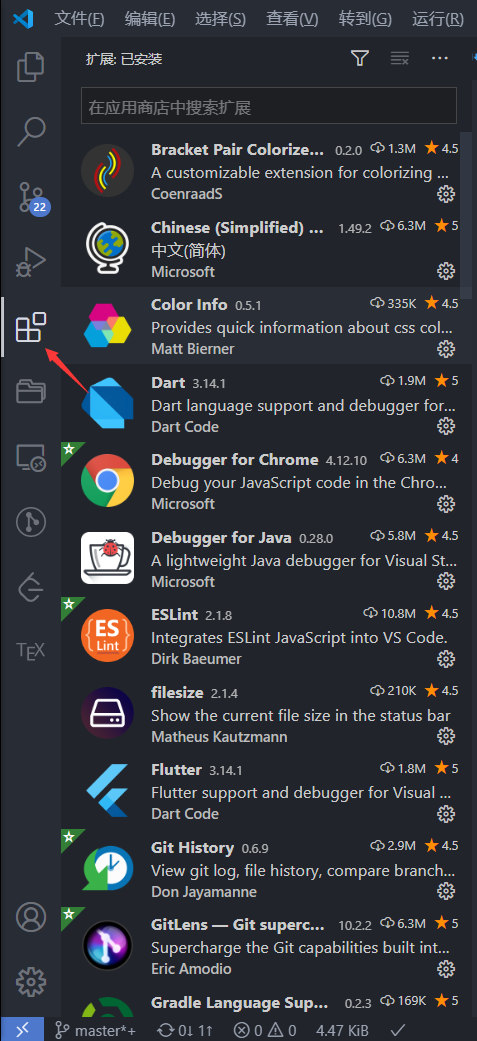 文件(F) 编辑(E) 选择(S) 查看(V) 转到(G) 运行(R)
扩展: 已安装
在应用商店中搜索扩展
Bracket Pair Colorize... 0.2.0 1.3M 4.5
A customizable extension for colorizing ...
CoenraadS
Chinese (Simplified) ... 1.49.2 6.3M 5
中文(简体)
Microsoft
22
Color Info 0.5.1 335K 4.5
Provides quick information about css col...
Matt Bierner
Dart 3.14.1 1.9M 5
Dart language support and debugger for...
Dart Code
Debugger for Chrome 4.12.10 6.3M 4
Debug your JavaScript code in the Chro...
Microsoft
Debugger for Java 0.28.0 5.8M 4.5
A lightweight Java debugger for Visual St...
Microsoft
ES
Lint
ESLint 2.1.8 10.8M 4.5
Integrates ESLint JavaScript into VS Code.
Dirk Baeumer
TEX
filesize 2.1.4 210K 4.5
Show the current file size in the status bar
Matheus Kautzmann
Flutter 3.14.1 1.8M 5
Flutter support and debugger for Visual ...
Dart Code
Git History 0.6.9 2.9M 4.5
View git log, file history, compare branch...
Don Jayamanne
GitLens — Git superc... 10.2.2 6.3M 5
Supercharge the Git capabilities built int...
Eric Amodio
Gradle Language Sup... 0.2.3 169K 5
master*+ 0↓ 1↑ 0 0 4.47 KiB